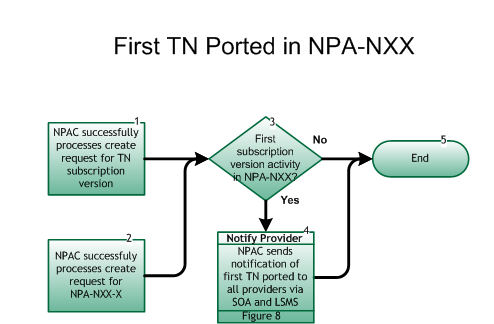 First TN Ported in NPA-NXX
1
NPAC successfully
processes create
request for TN
subscription
version
2
NPAC successfully
processes create
request for
NPA-NXX-X
3
First
subscription
version activity
in NPA-NXX?
No
Yes
4
Notify Provider
NPAC sends
notification of
first TN ported to
all providers via
SOA and LSMS
Figure 8
5
End